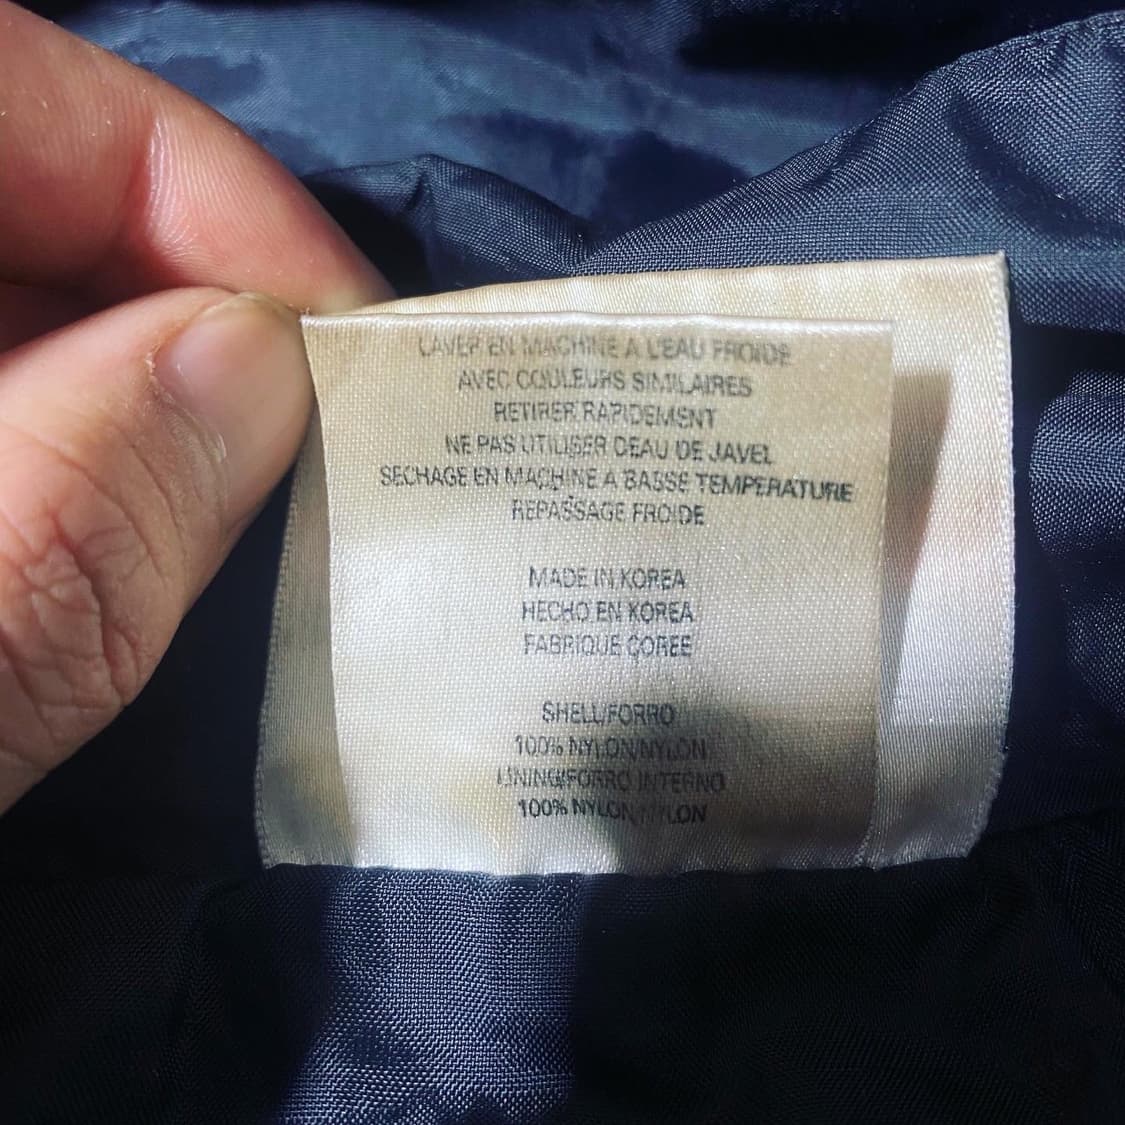 LAVER EN MACHINE A L'EAU FROIDE
AVEC COULEURS SIMILAIRES
RETIRER RAPIDEMENT
NE PAS UTILISER DEAU DE JAVEL
SECHAGE EN MACHINE A BASSE TEMPERATURE
REPASSAGE FROIDE
MADE IN KOREA
HECHO EN KOREA
FABRIQUE COREE
SHELL/FORRO
100% NYLON/NYLON
LINING/FORRO INTERNO
100% NYLON/NYLON